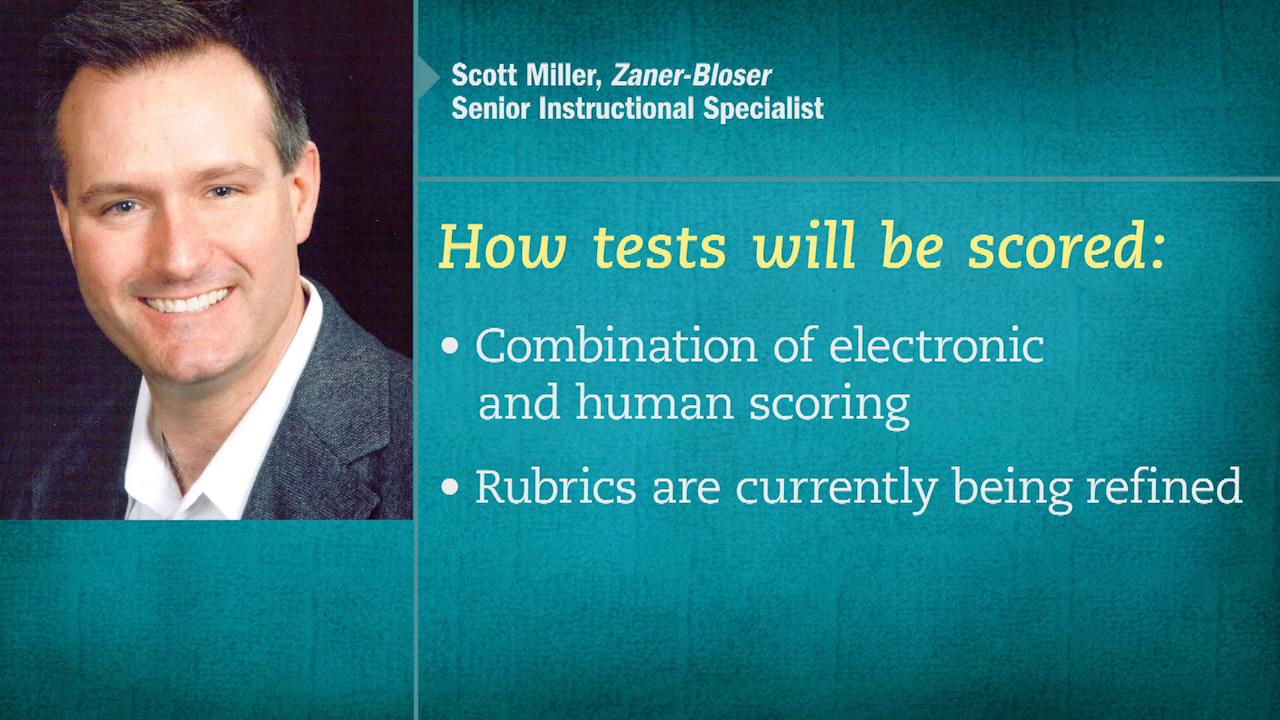 Scott Miller, Zaner-Bloser
Senior Instructional Specialist
How tests will be scored:
• Combination of electronic
and human scoring
• Rubrics are currently being refined